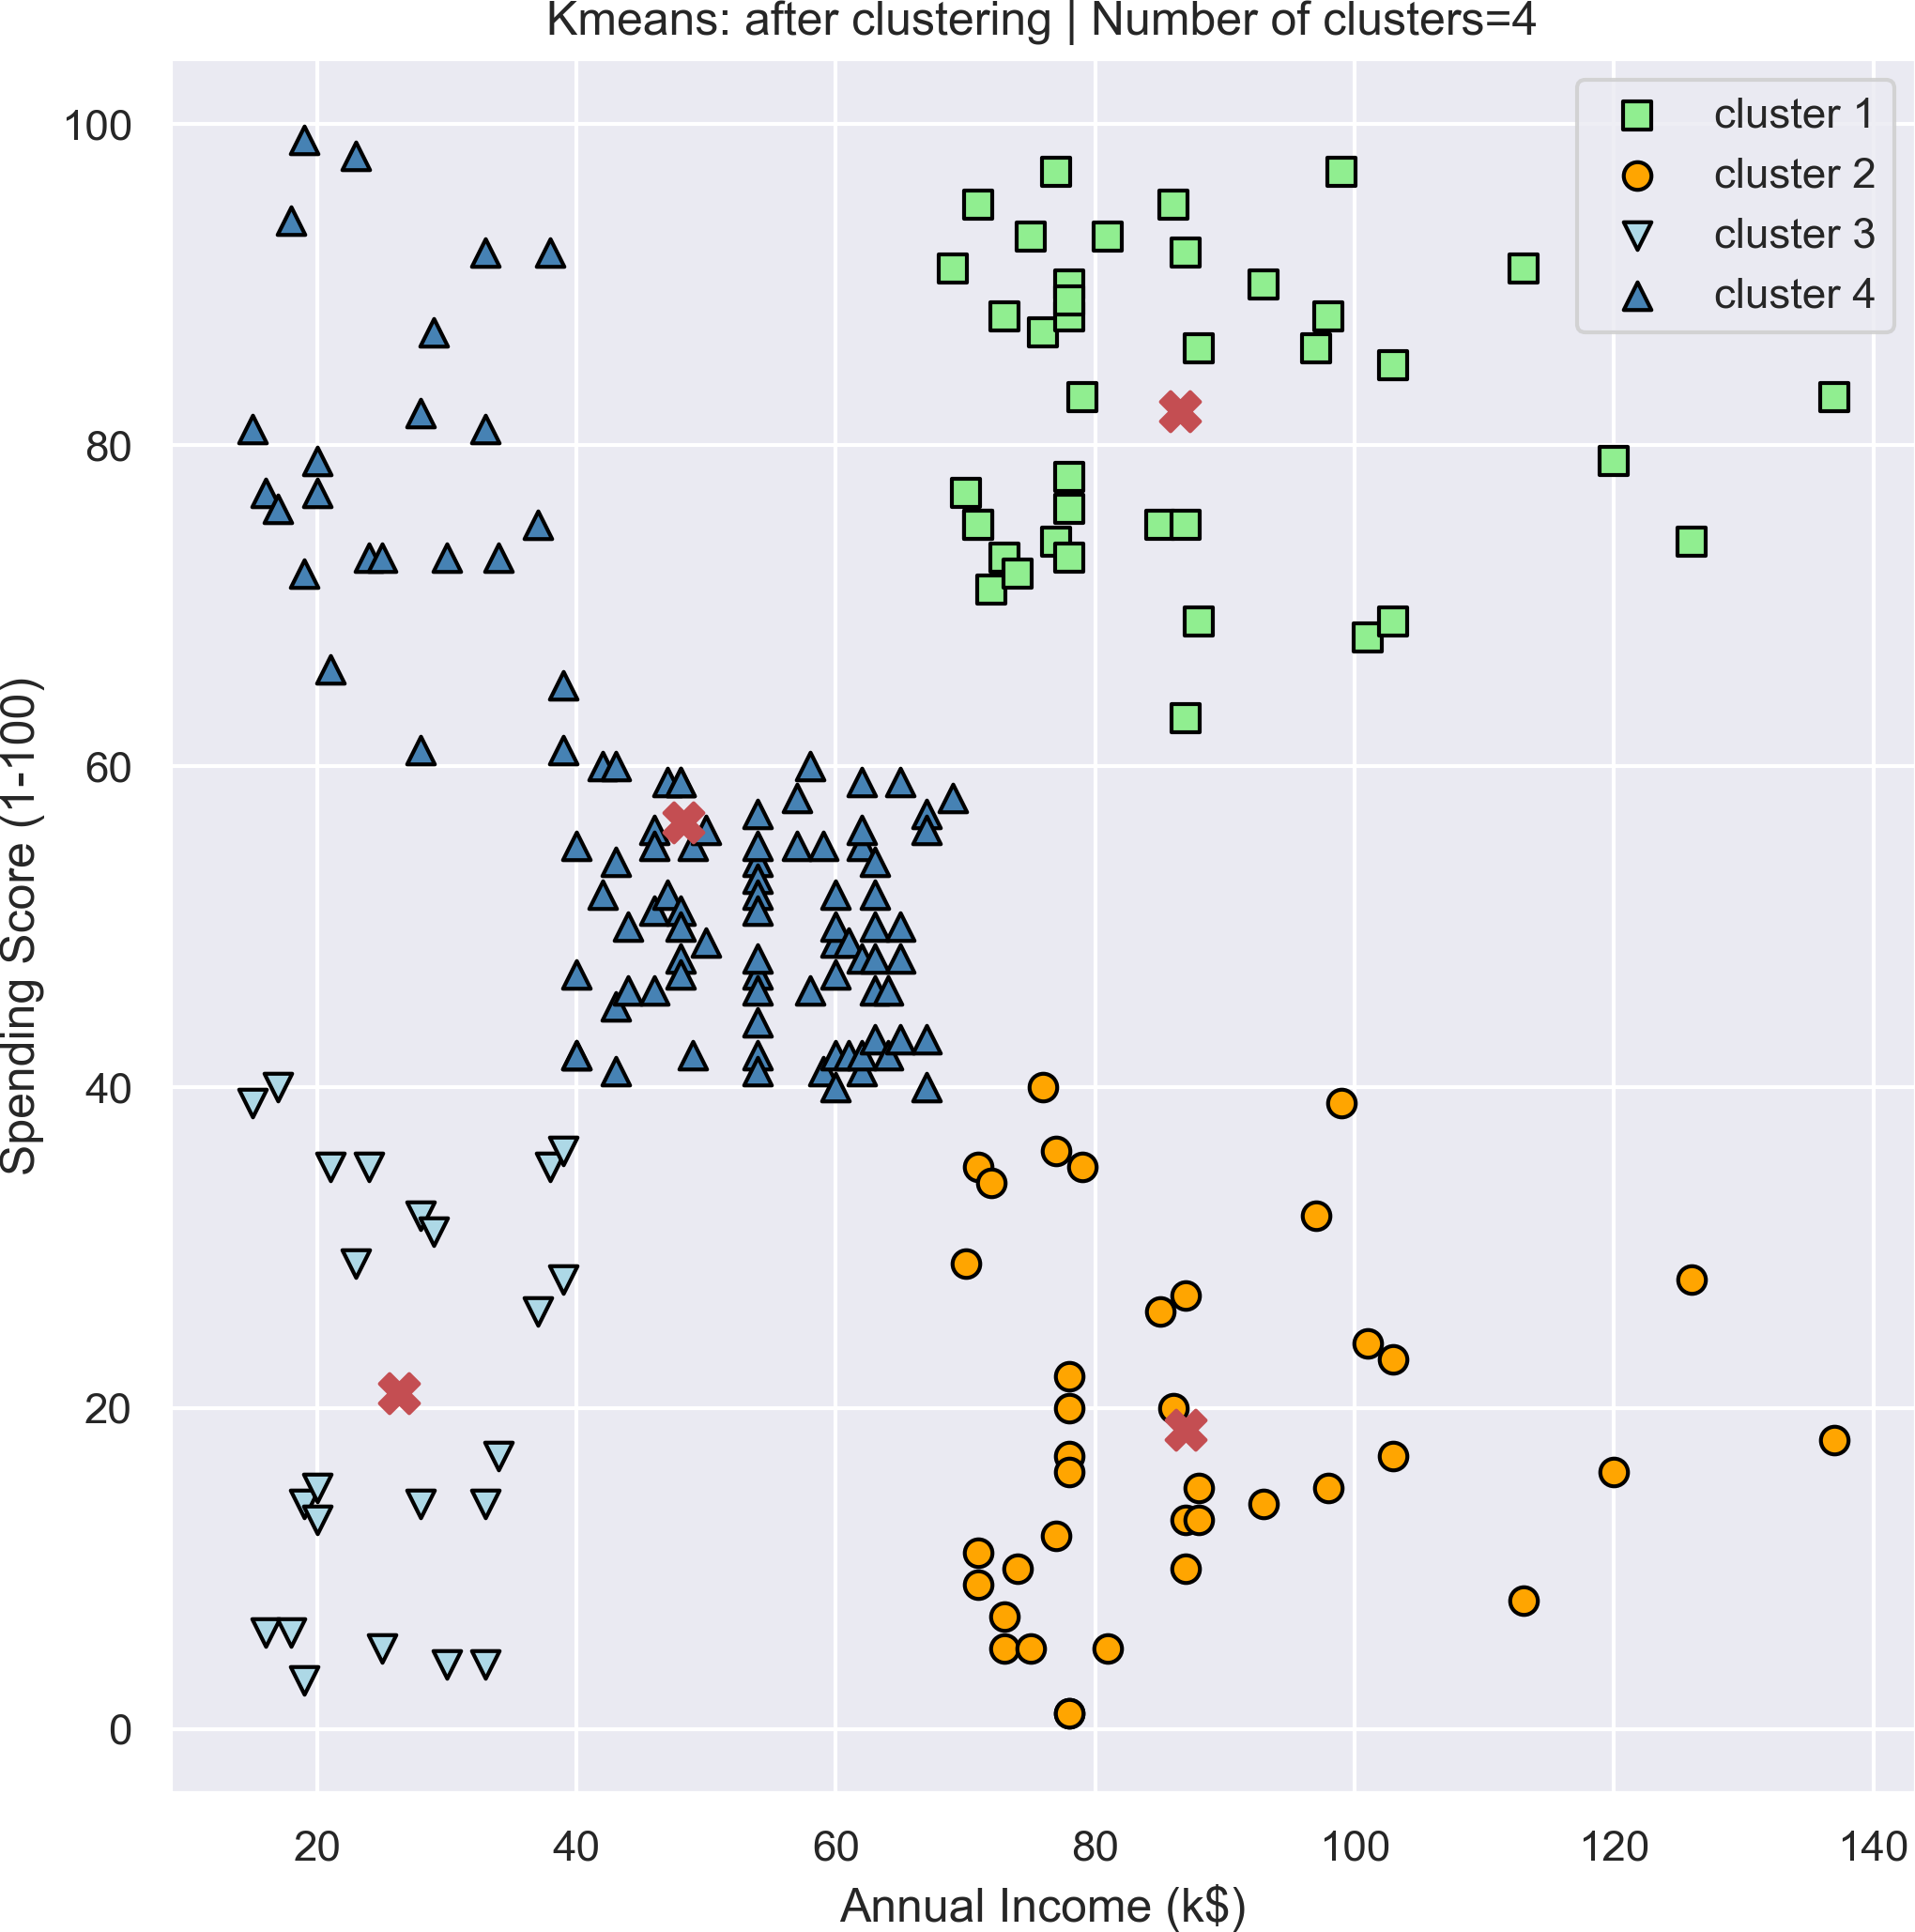 Kmeans: after clustering | Number of clusters=4
cluster 1
cluster 2
cluster 3
cluster 4
100
80
60
40
20
0
Spending Score (1-100)
20 40 60 80 100 120 140
Annual Income (k$)